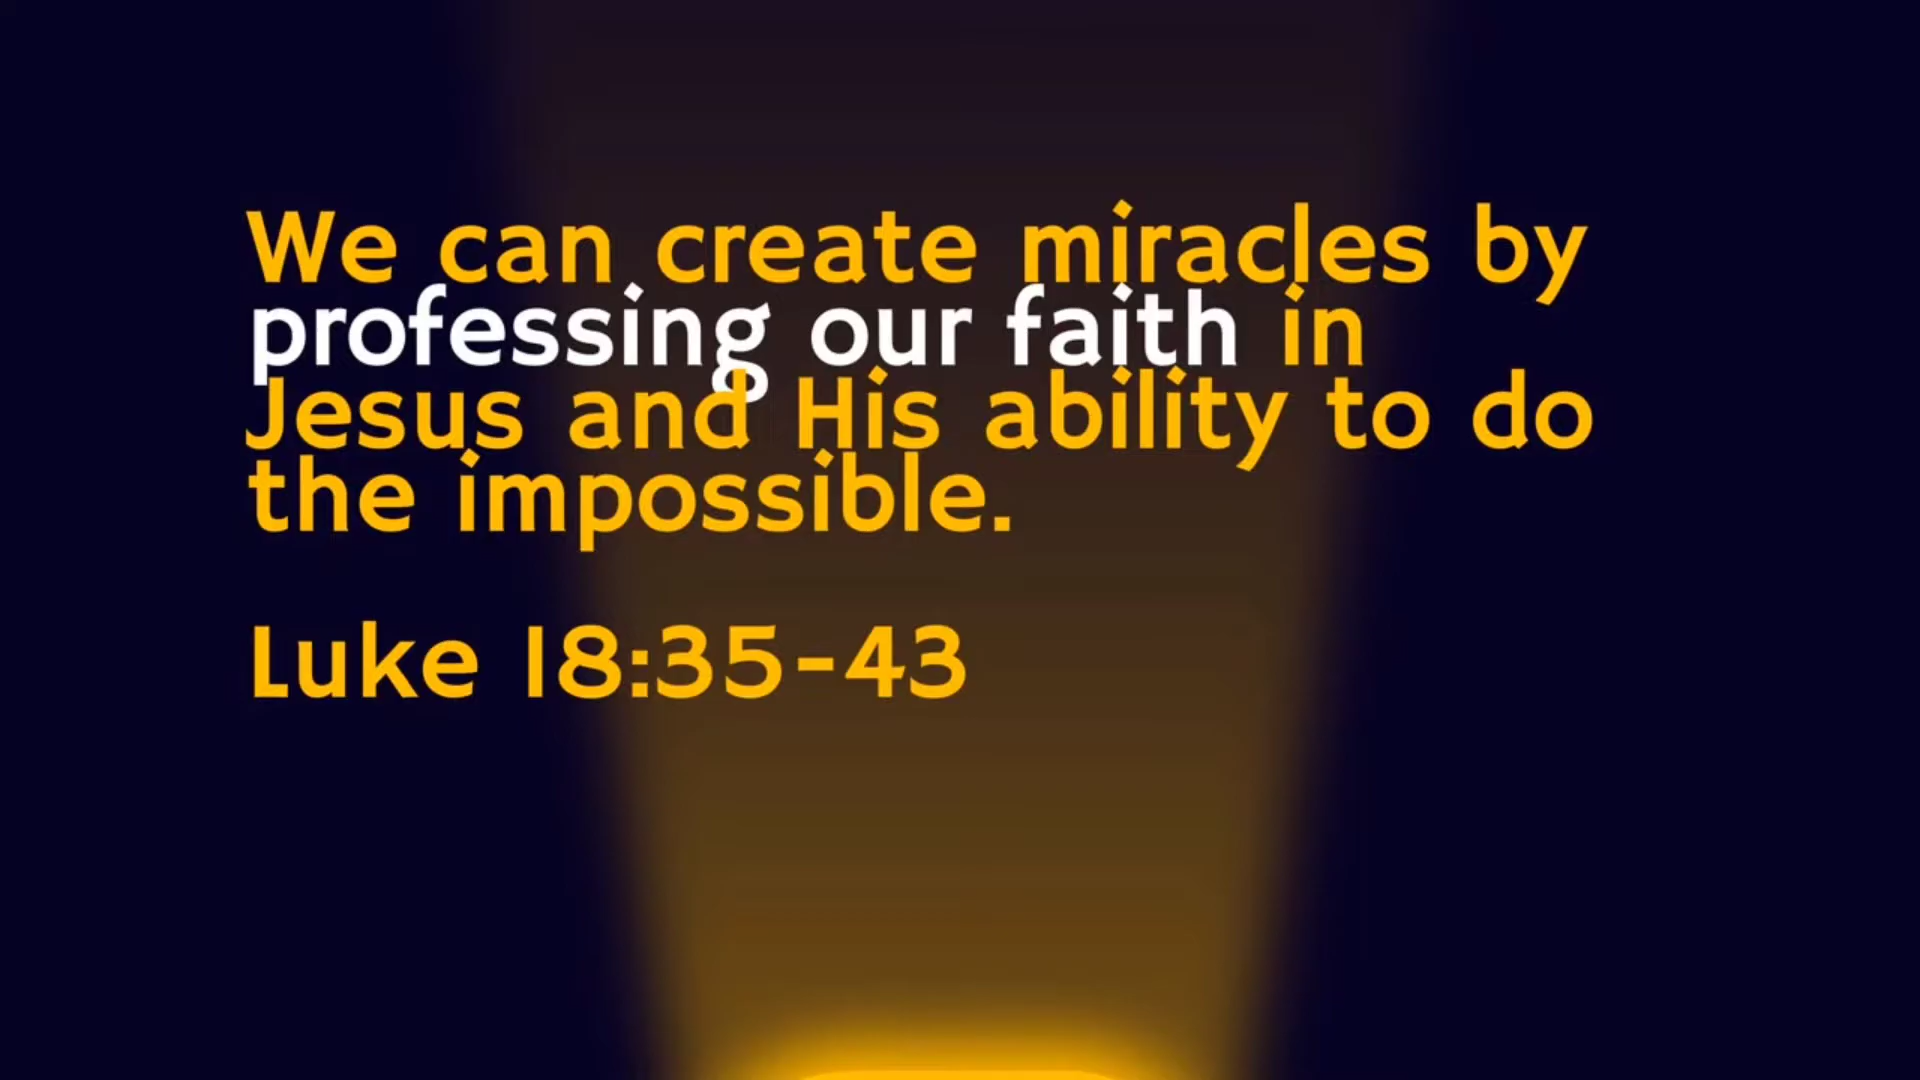 We can create miracles by
professing our faith in
Jesus and His ability to do
the impossible.
Luke 18:35-43